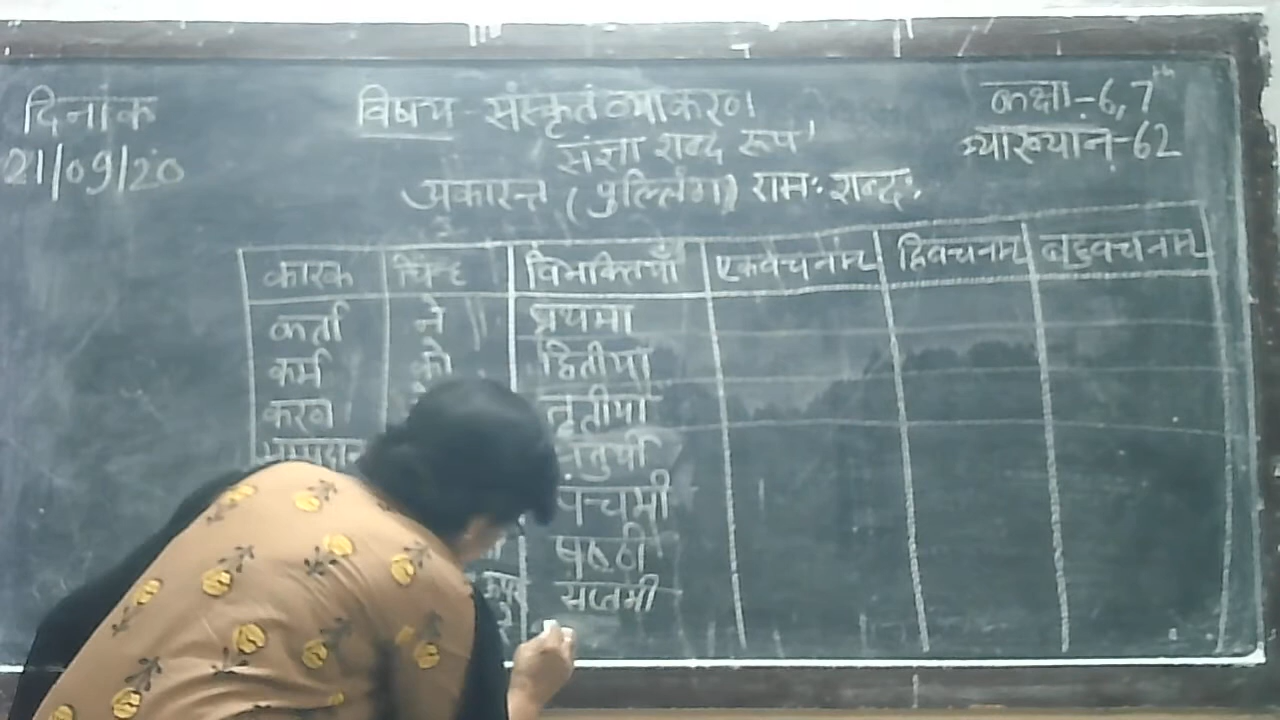 दिनांक
21/09/20
विषय - संस्कृत व्याकरण
संज्ञा शब्द रूप
अकारान्त (पुल्लिंग) रामः शब्दः
कक्षा - 6, 7th
व्याख्यान - 62
कारक चिन्ह विभक्तियाँ एकवचनम् द्विवचनम् बहुवचनम्
कर्ता ने प्रथमा
कर्म को द्वितीया
करण तृतीया
चतुर्थी
पन्चमी
षष्ठी
सप्तमी